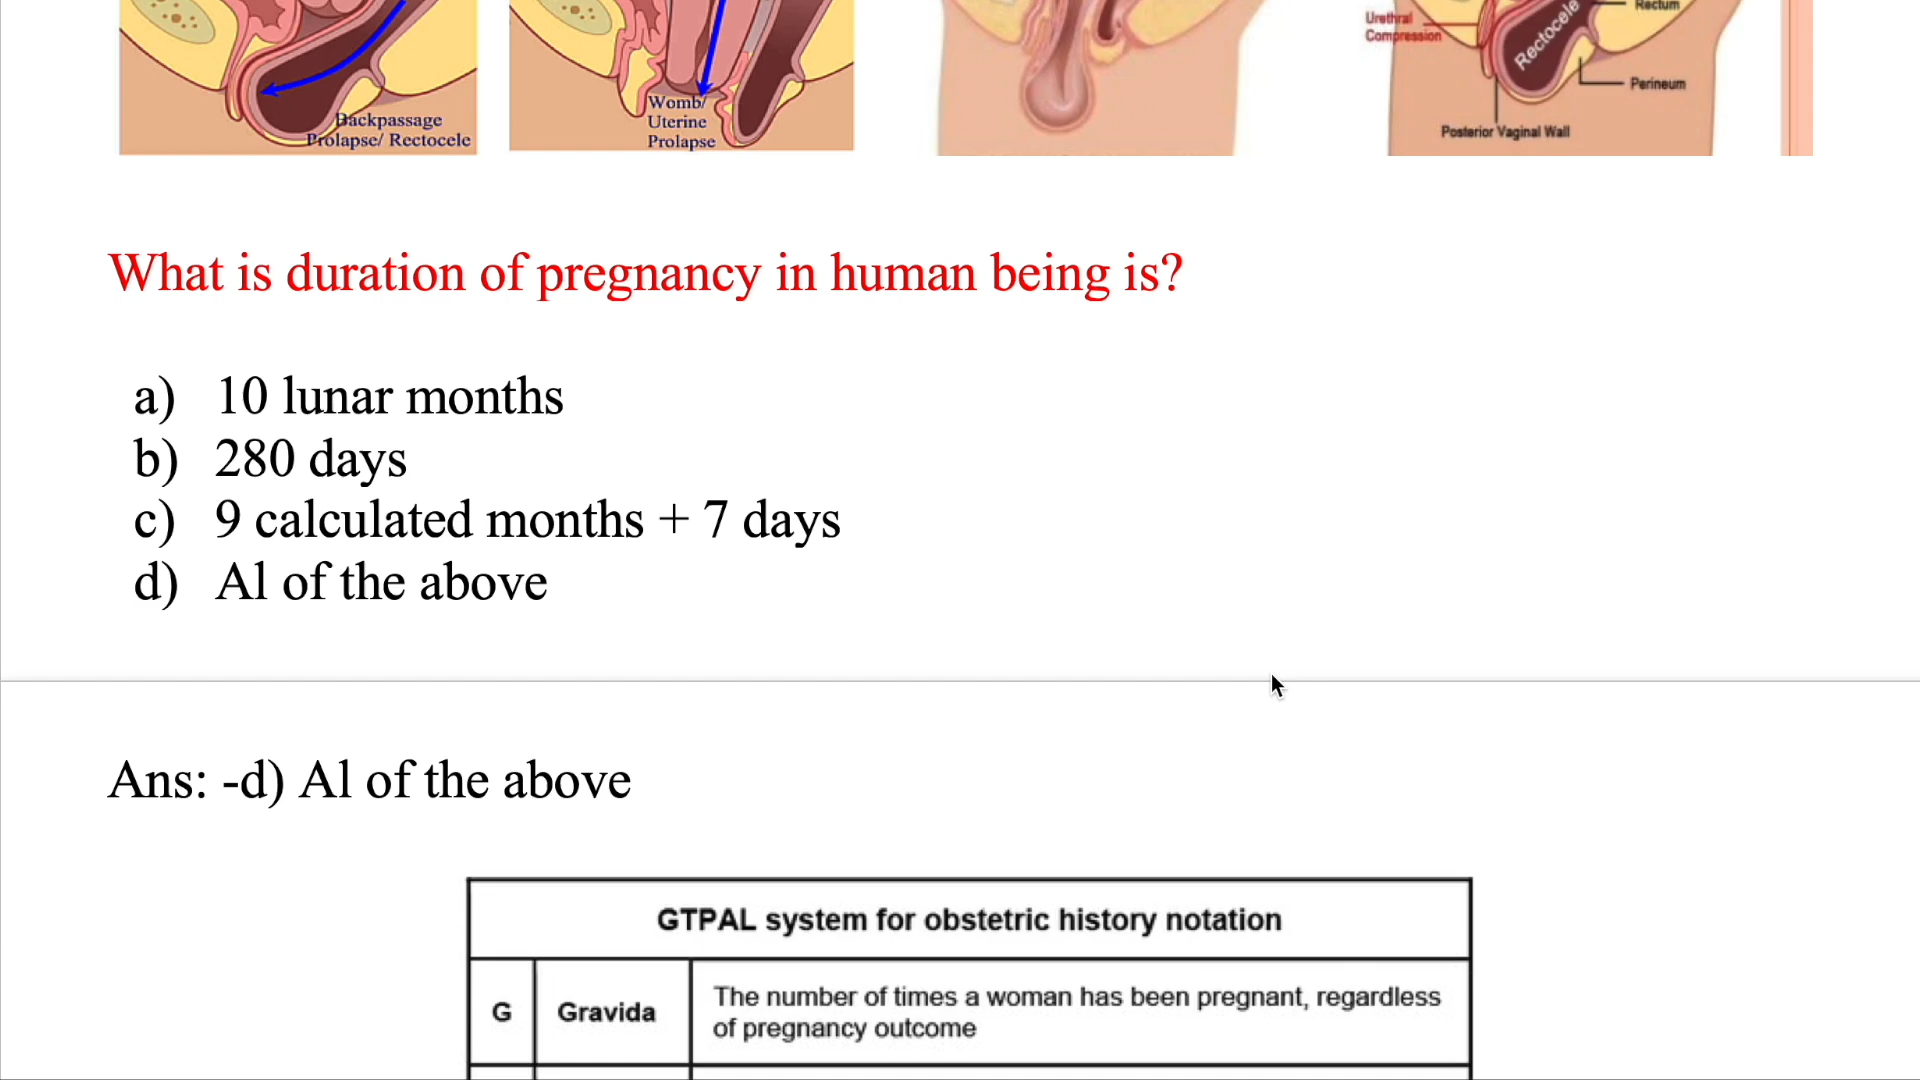 Backpassage
Prolapse/ Rectocele
Womb/
Uterine
Prolapse
Urethral
Compression
Rectocele
Rectum
Perineum
Posterior Vaginal Wall
What is duration of pregnancy in human being is?
a) 10 lunar months
b) 280 days
c) 9 calculated months + 7 days
d) Al of the above
Ans: -d) Al of the above
GTPAL system for obstetric history notation
G Gravida The number of times a woman has been pregnant, regardless
of pregnancy outcome